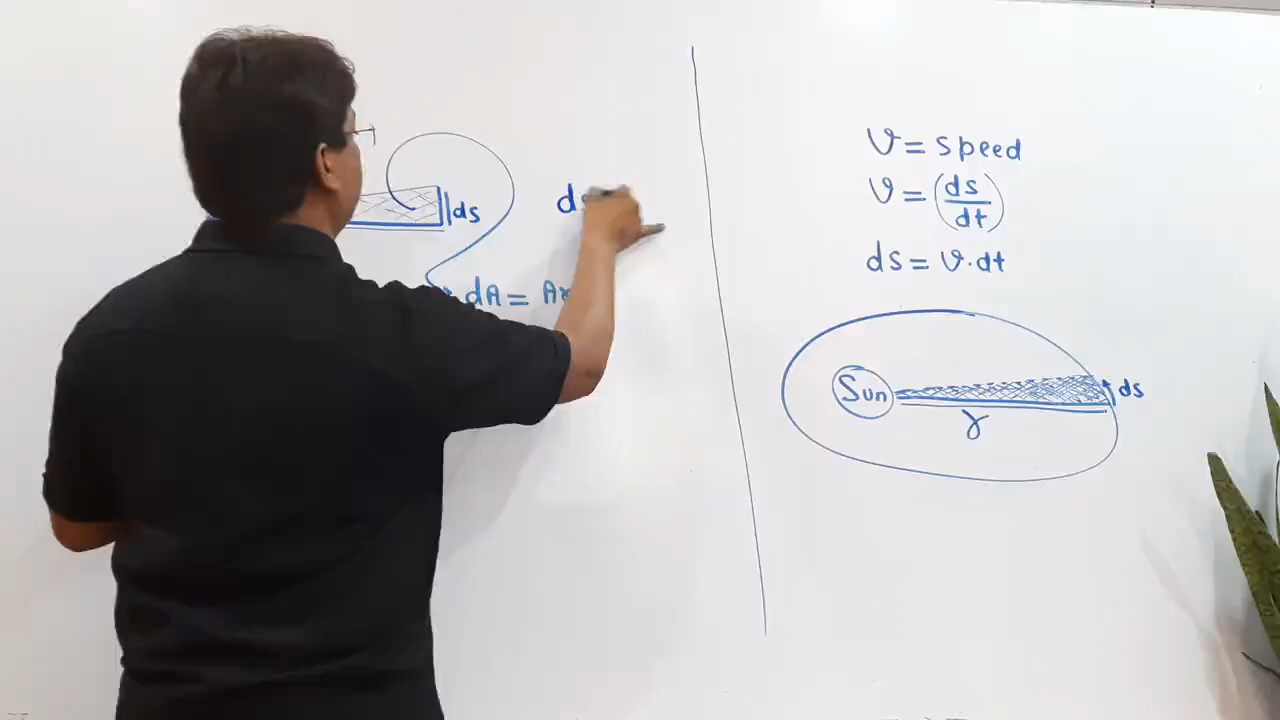 ds
dA =
V = speed
V = (ds/dt)
ds = V·dt
Sun
ds
r